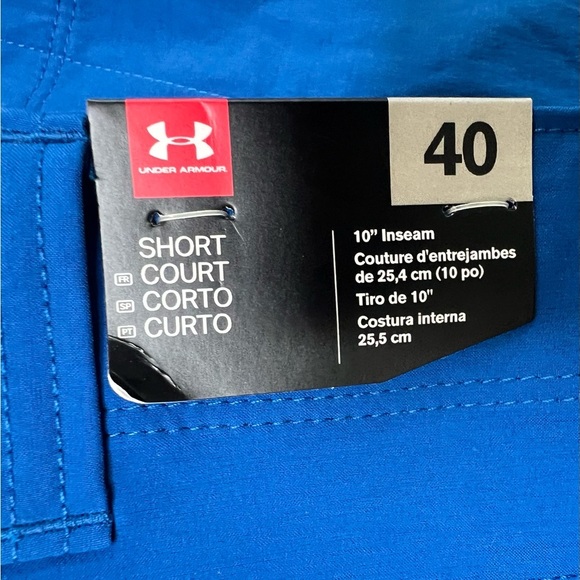 UNDER ARMOUR
40
SHORT
FR COURT
SP CORTO
PT CURTO
10” Inseam
Couture d'entrejambes
de 25,4 cm (10 po)
Tiro de 10"
Costura interna
25,5 cm